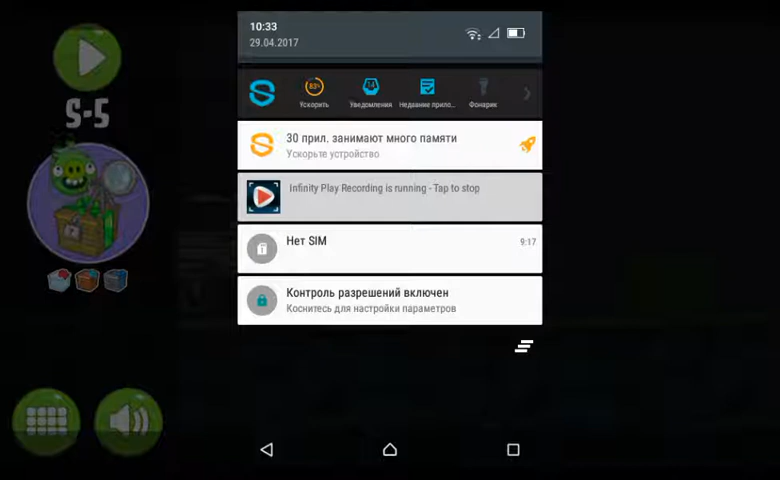 10:33
29.04.2017
S-5
83%
Ускорить
Уведомления
Недавние прило...
Фонарик
30 прил. занимают много памяти
Ускорьте устройство
Infinity Play Recording is running - Tap to stop
Нет SIM
9:17
Контроль разрешений включен
Коснитесь для настройки параметров